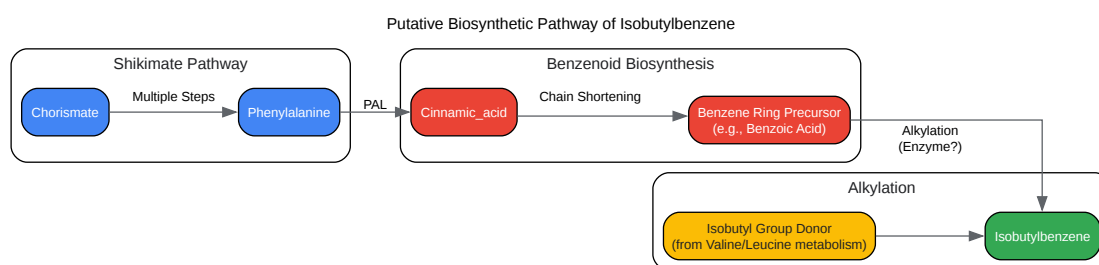 Putative Biosynthetic Pathway of Isobutylbenzene
Shikimate Pathway
Chorismate
Multiple Steps
Phenylalanine
PAL
Benzenoid Biosynthesis
Cinnamic_acid
Chain Shortening
Benzene Ring Precursor
(e.g., Benzoic Acid)
Alkylation
(Enzyme?)
Alkylation
Isobutyl Group Donor
(from Valine/Leucine metabolism)
Isobutylbenzene